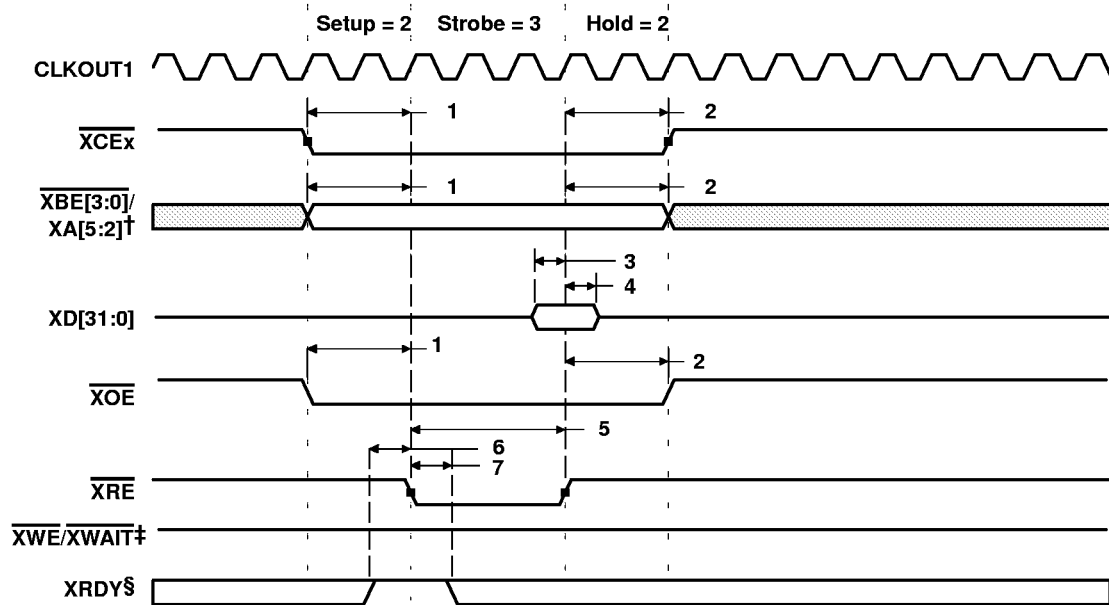 Setup = 2 Strobe = 3 Hold = 2
CLKOUT1
1 2
XCEx
1 2
XBE[3:0]/
XA[5:2]†
3
4
XD[31:0]
1 2
XOE
5
6
7
XRE
XWE/XWAIT‡
XRDY§